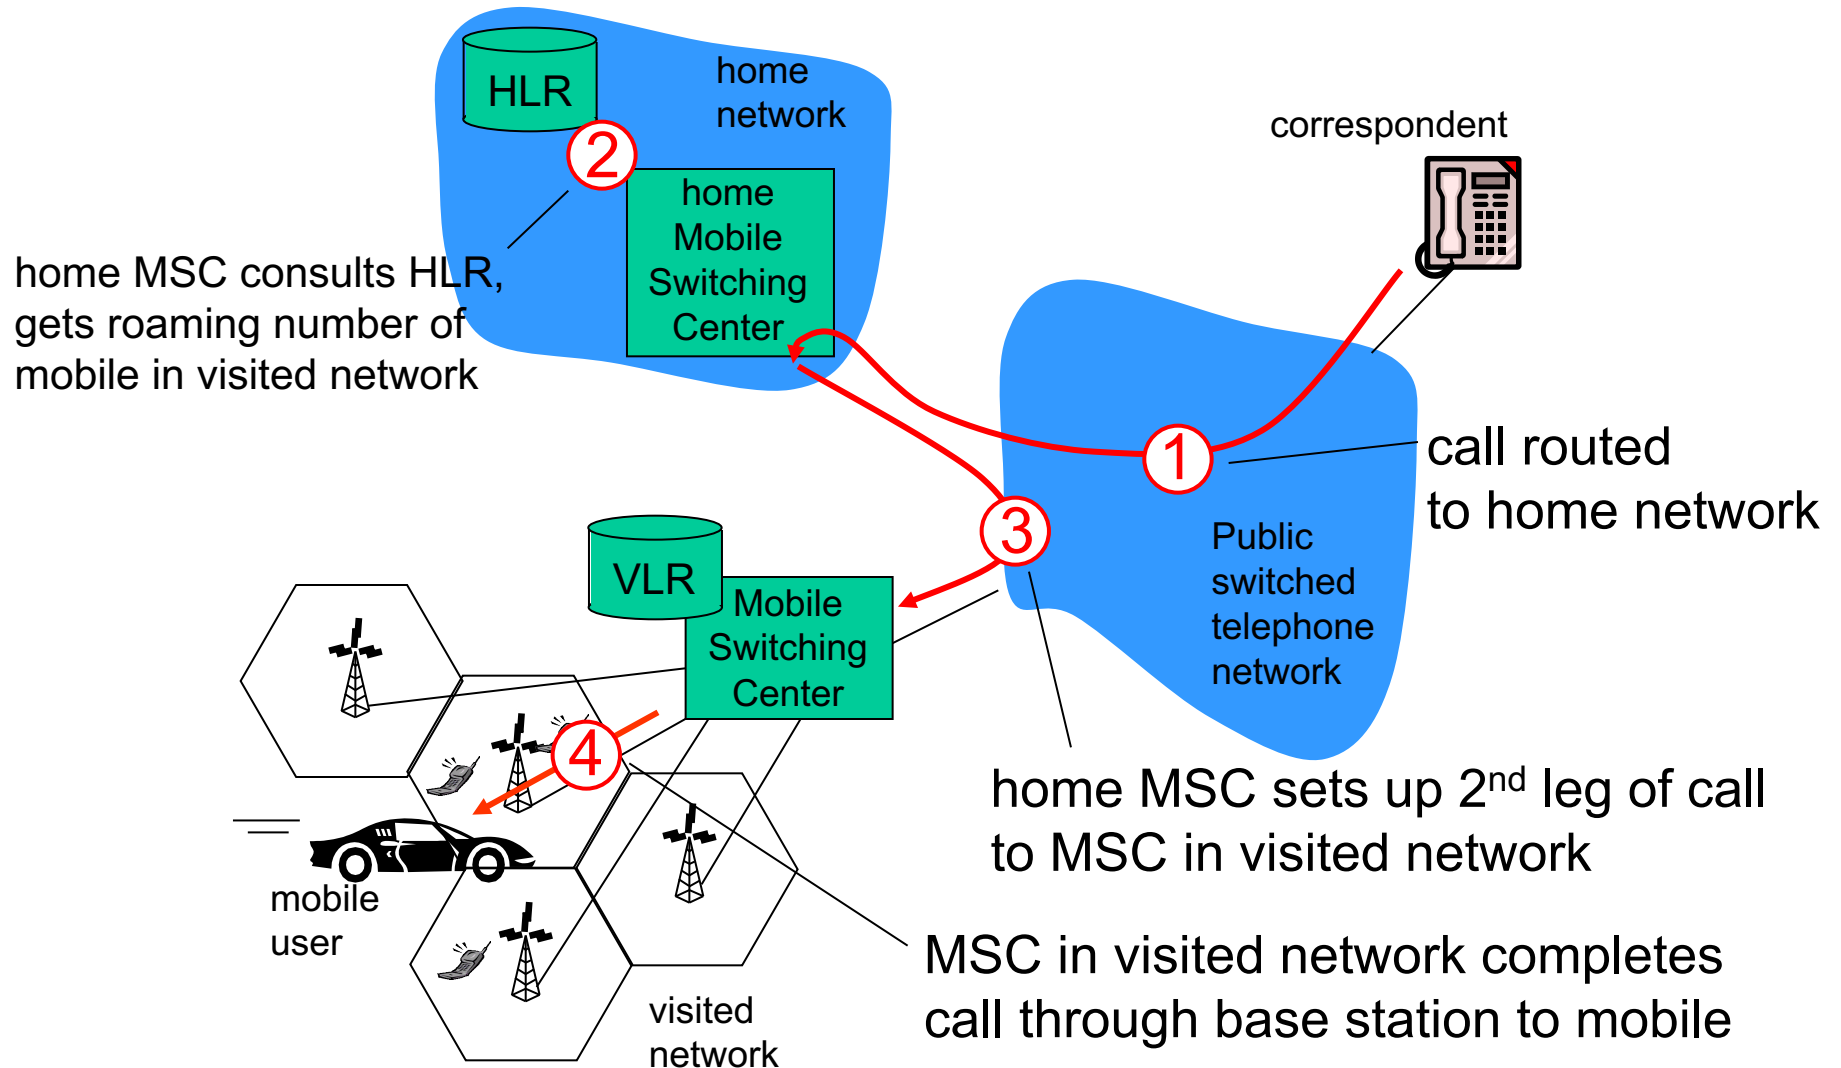 HLR
home
network
2
home
Mobile
Switching
Center
correspondent
home MSC consults HLR,
gets roaming number of
mobile in visited network
1
call routed
to home network
3
Public
switched
telephone
network
VLR
Mobile
Switching
Center
4
home MSC sets up 2nd leg of call
to MSC in visited network
mobile
user
MSC in visited network completes
call through base station to mobile
visited
network